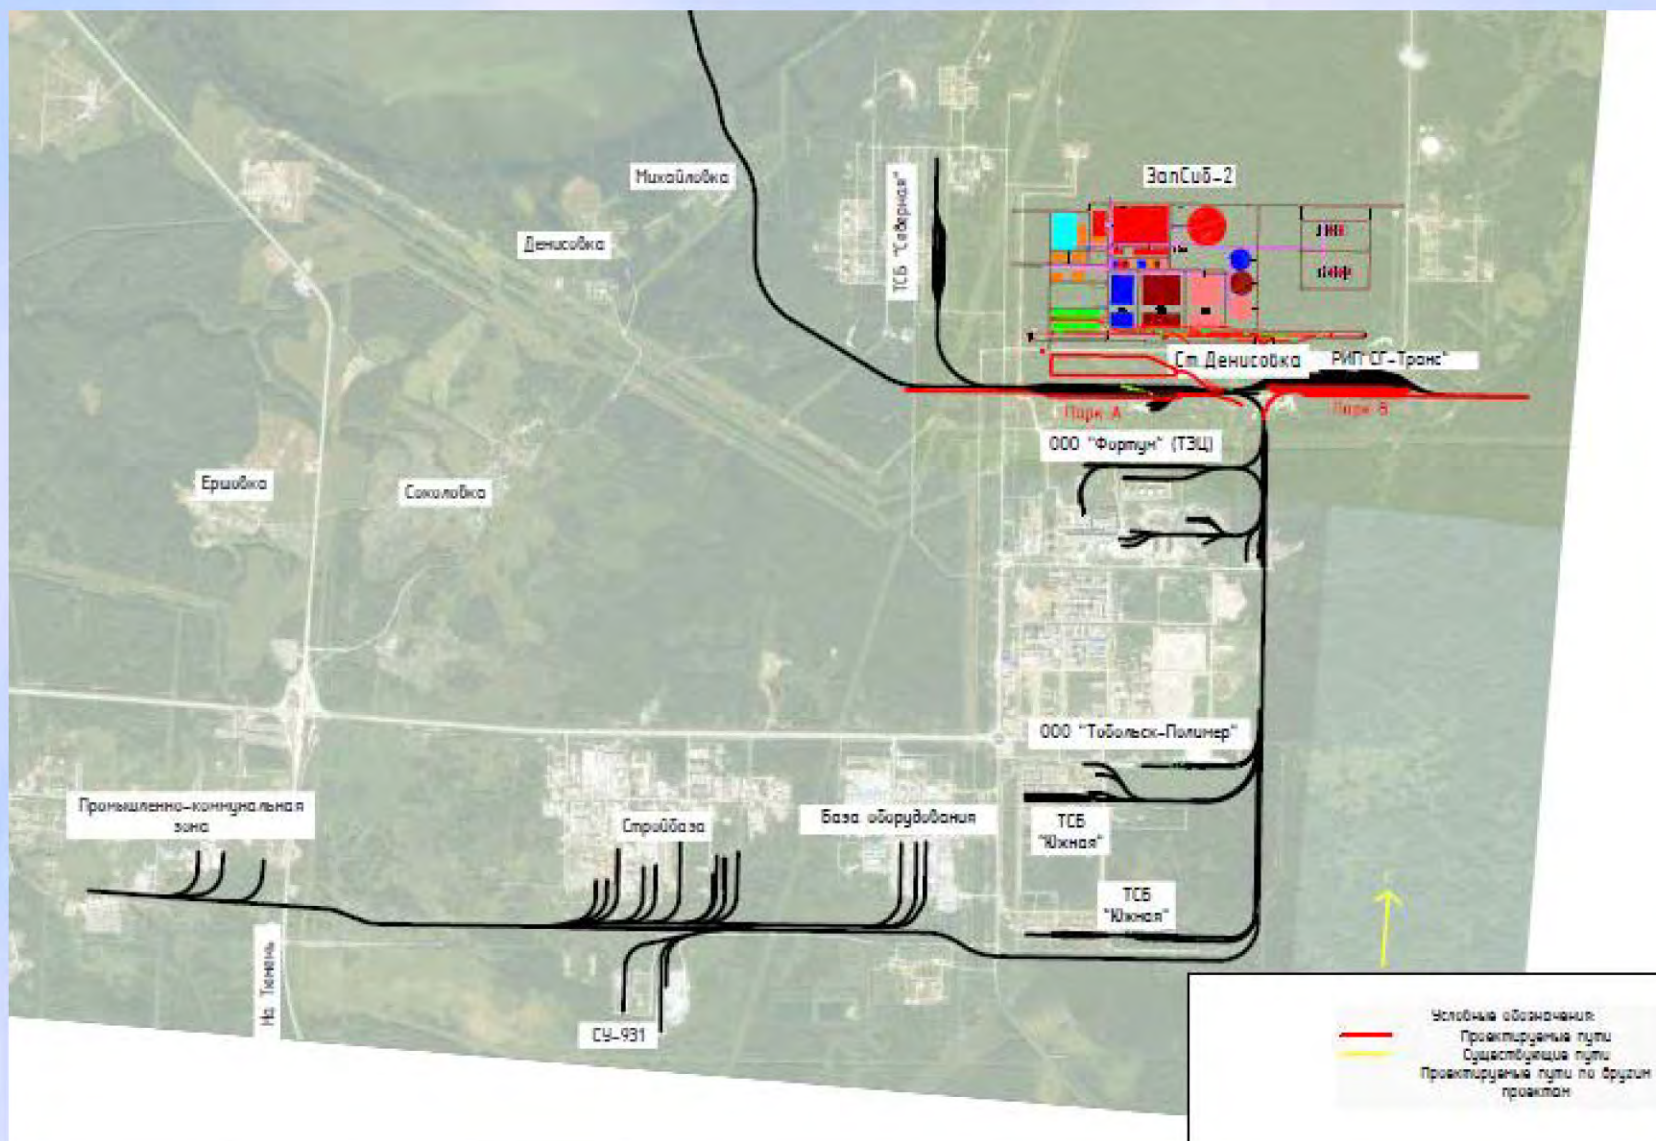 Михайловка
ТСБ "Северная"
ЗапСиб-2
Денисовка
Ст.Денисовка
РИП"СГ-Транс"
Парк А
Парк В
ООО "Фортум" (ТЭЦ)
Ершовка
Соколовка
ООО "Тобольск-Полимер"
Промышленно-коммунальная
зона
Стройбаза
База оборудования
ТСБ
"Южная"
ТСБ
"Южная"
На Тюмень
СУ-931
Условные обозначения:
Проектируемые пути
Существующие пути
Проектируемые пути по другим
проектам